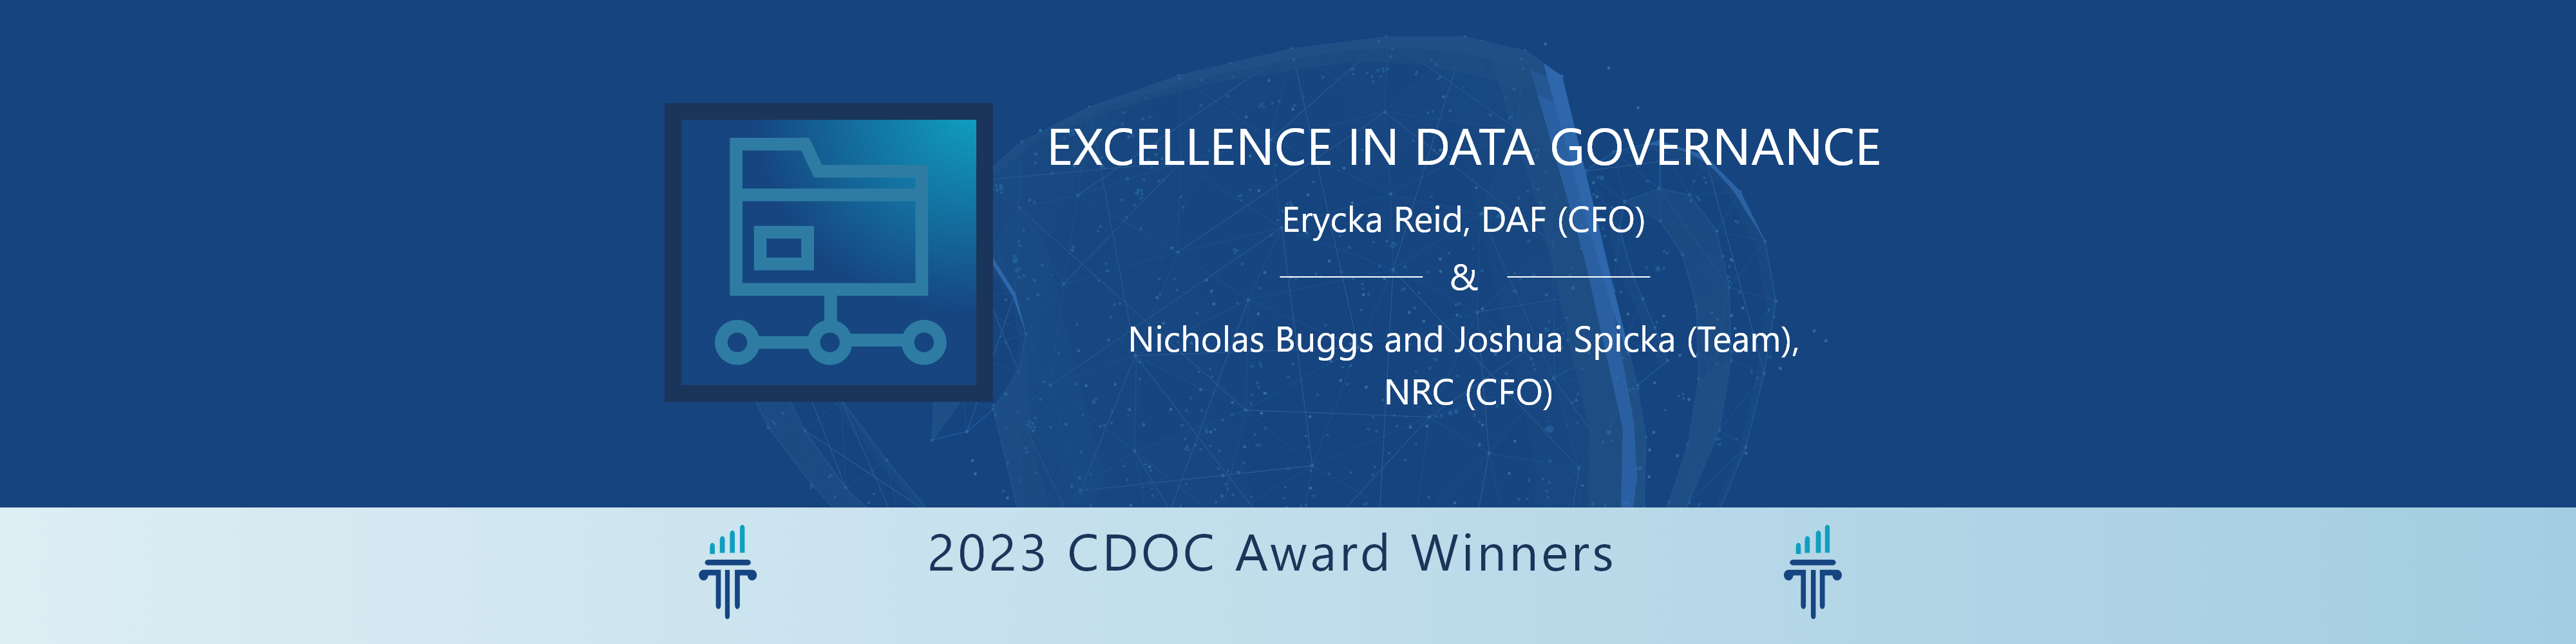 EXCELLENCE IN DATA GOVERNANCE
Erycka Reid, DAF (CFO)
&
Nicholas Buggs and Joshua Spicka (Team),
NRC (CFO)
2023 CDOC Award Winners